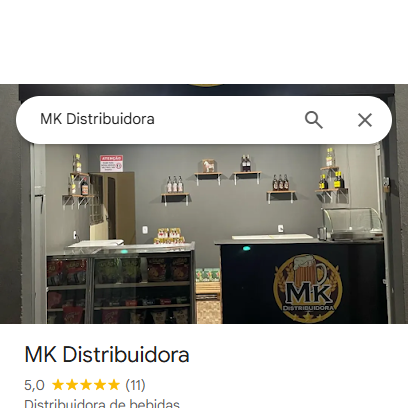 MK Distribuidora
ATENÇÃO
MK
DISTRIBUIDORA
MK Distribuidora
5,0 ★★★★★ (11)
Distribuidora de bebidas